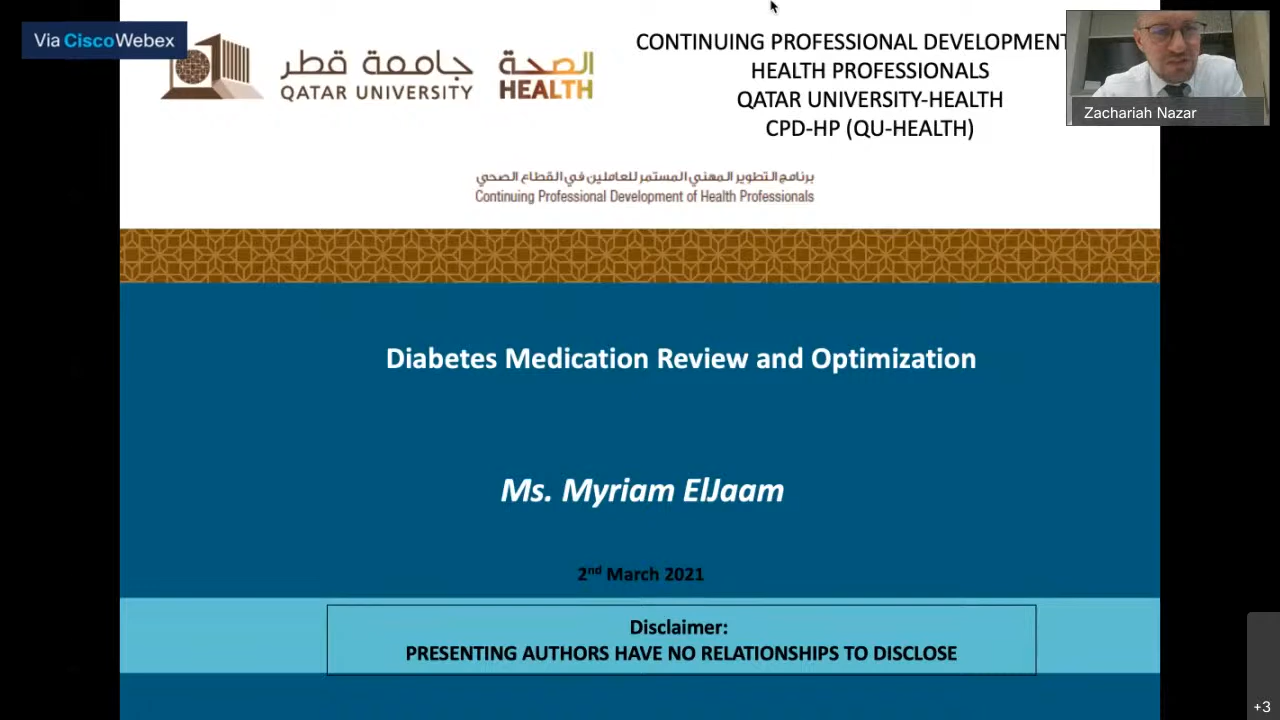 Via CiscoWebex
جامعة قطر
QATAR UNIVERSITY
الصحة
HEALTH
CONTINUING PROFESSIONAL DEVELOPMENT
HEALTH PROFESSIONALS
QATAR UNIVERSITY-HEALTH
CPD-HP (QU-HEALTH)
Zachariah Nazar
برنامج التطوير المهني المستمر للعاملين في القطاع الصحي
Continuing Professional Development of Health Professionals
Diabetes Medication Review and Optimization
Ms. Myriam ElJaam
2nd March 2021
Disclaimer:
PRESENTING AUTHORS HAVE NO RELATIONSHIPS TO DISCLOSE
+3